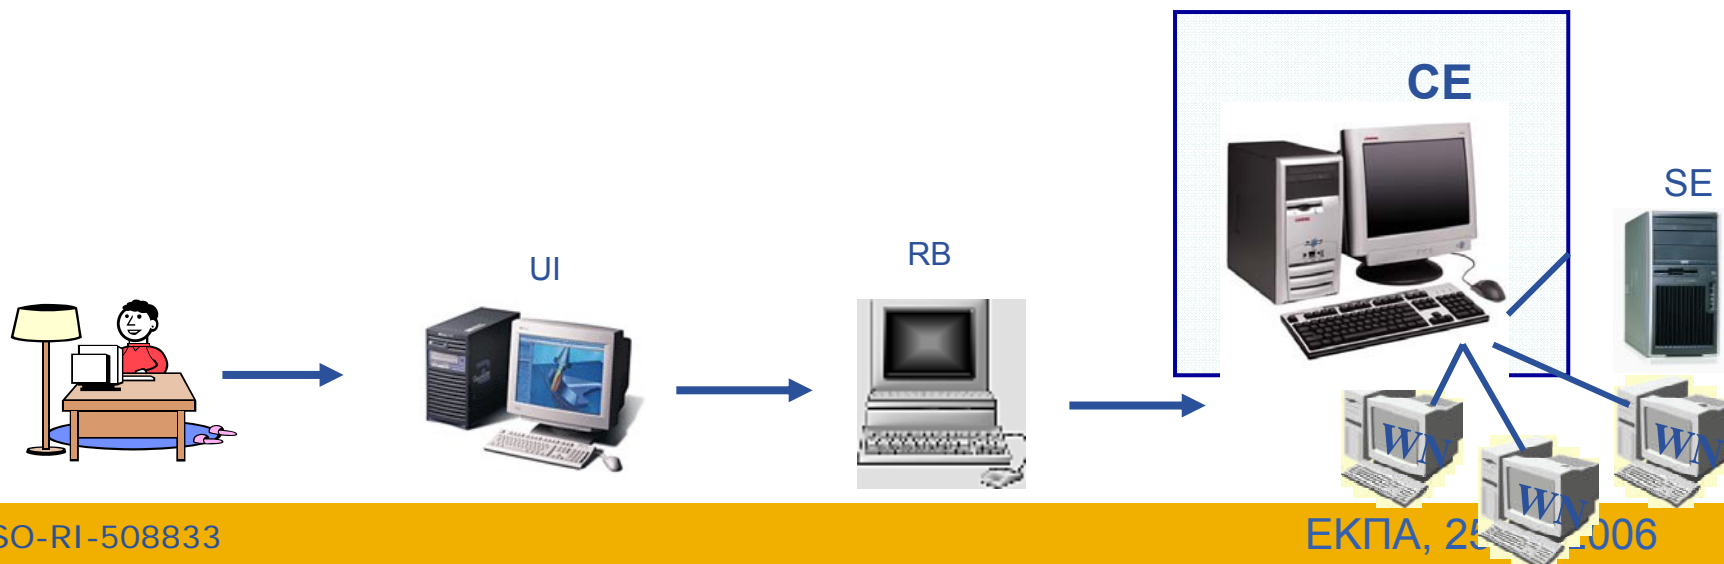 CE
SE
UI
RB
WN
WN
WN
SO-RI-508833
ΕΚΠΑ, 25 006